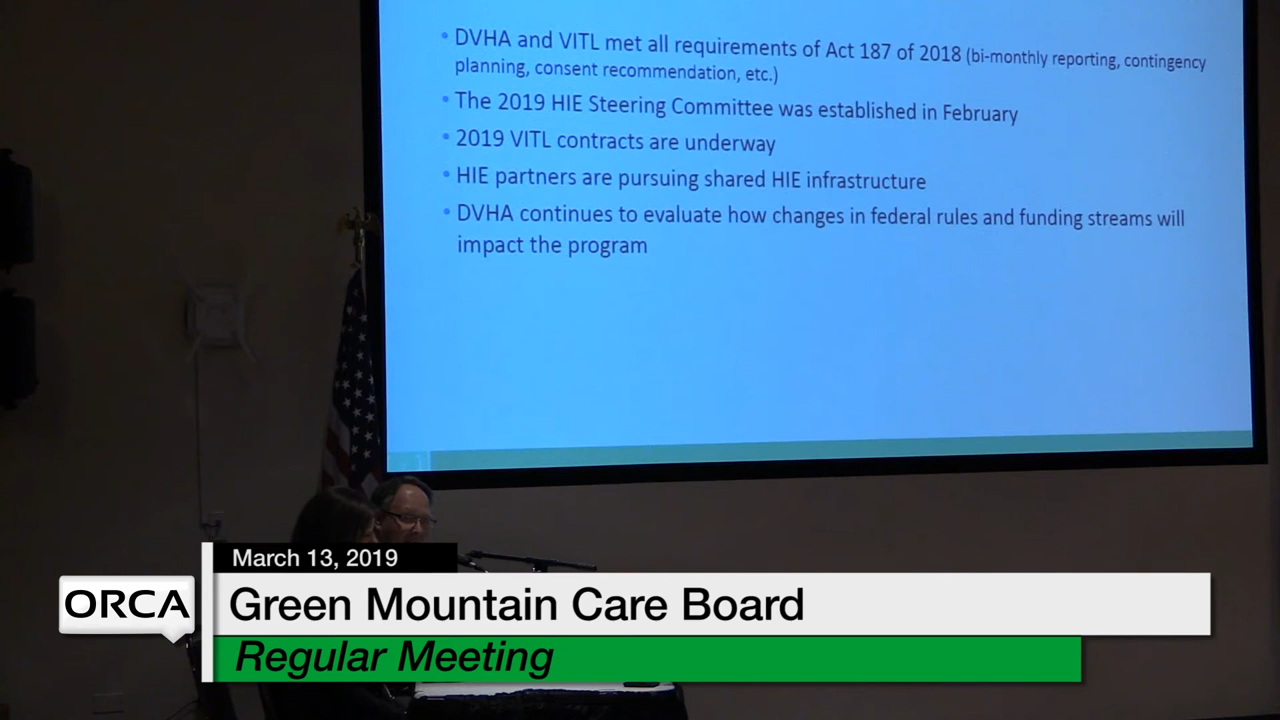 • DVHA and VITL met all requirements of Act 187 of 2018 (bi-monthly reporting, contingency
planning, consent recommendation, etc.)
• The 2019 HIE Steering Committee was established in February
• 2019 VITL contracts are underway
• HIE partners are pursuing shared HIE infrastructure
• DVHA continues to evaluate how changes in federal rules and funding streams will
impact the program
March 13, 2019
ORCA
Green Mountain Care Board
Regular Meeting